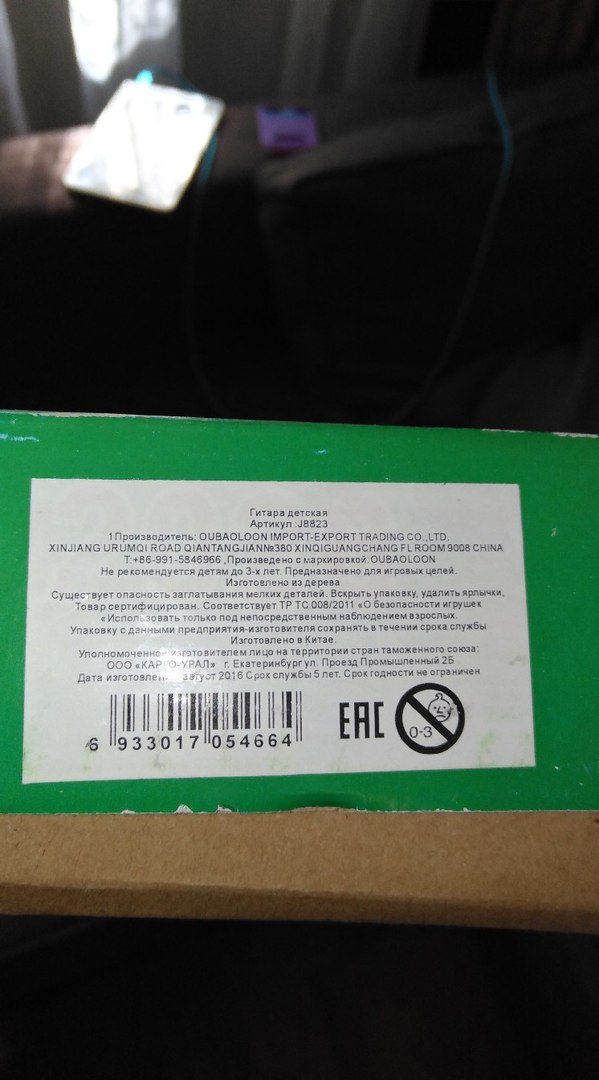 Гитара детская
Артикул :J8823
1Производитель: OUBAOLOON IMPORT-EXPORT TRADING CO.,LTD.
XINJIANG URUMQI ROAD QIANTANGJIAN№380 XINQIGUANGCHANG FL ROOM 9008 CHINA
T:+86-991-5846966 ,Произведено с маркировкой: OUBAOLOON
Не рекомендуется детям до 3-х лет. Предназначено для игровых целей.
Изготовлено из дерева
Существует опасность заглатывания мелких деталей. Вскрыть упаковку, удалить ярлычки,
Товар сертифицирован. Соответствует ТР ТС 008/2011 «О безопасности игрушек
«Использовать только под непосредственным наблюдением взрослых.
Упаковку с данными предприятия-изготовителя сохранять в течении срока службы
Изготовлено в Китае.
Уполномоченное изготовителем лицо на территории стран таможенного союза:
ООО «КАРГО-УРАЛ» г. Екатеринбург ул. Проезд Промышленный 2Б
Дата изготовления август 2016 Срок службы 5 лет. Срок годности не ограничен
6 933017 054664
EAC
0-3